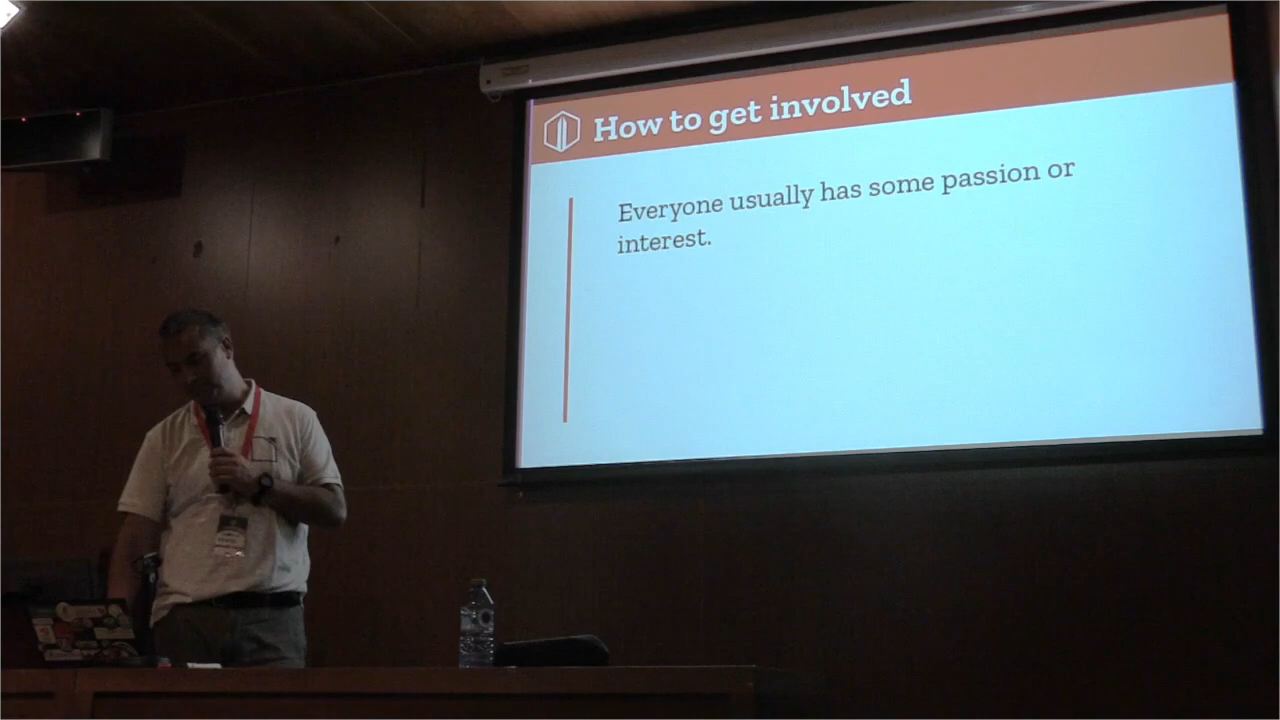 How to get involved
Everyone usually has some passion or
interest.